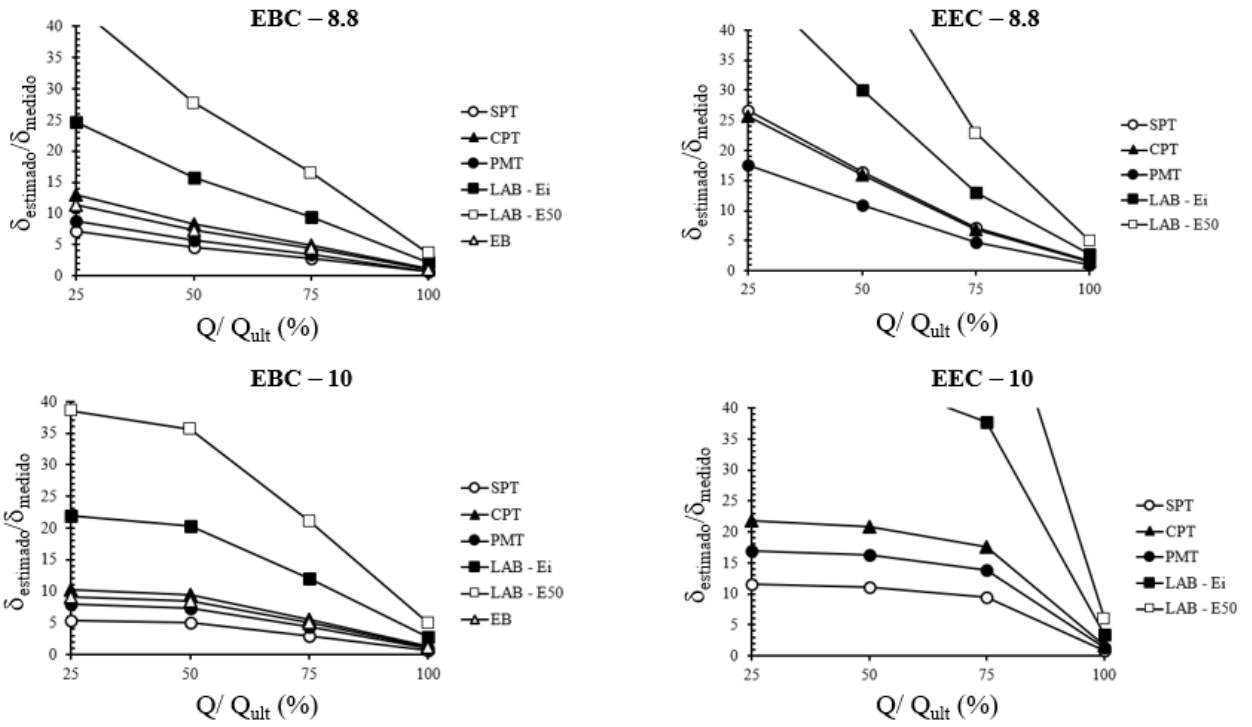 EBC – 8.8
40
35
30
25
20
15
10
5
0
δestimado/δmedido
25 50 75 100
Q/ Qult (%)
SPT
CPT
PMT
LAB - Ei
LAB - E50
EB
EEC – 8.8
40
35
30
25
20
15
10
5
0
δestimado/δmedido
25 50 75 100
Q/ Qult (%)
SPT
CPT
PMT
LAB - Ei
LAB - E50
EBC – 10
40
35
30
25
20
15
10
5
0
δestimado/δmedido
25 50 75 100
Q/ Qult (%)
SPT
CPT
PMT
LAB - Ei
LAB - E50
EB
EEC – 10
40
35
30
25
20
15
10
5
0
δestimado/δmedido
25 50 75 100
Q/ Qult (%)
SPT
CPT
PMT
LAB - Ei
LAB - E50